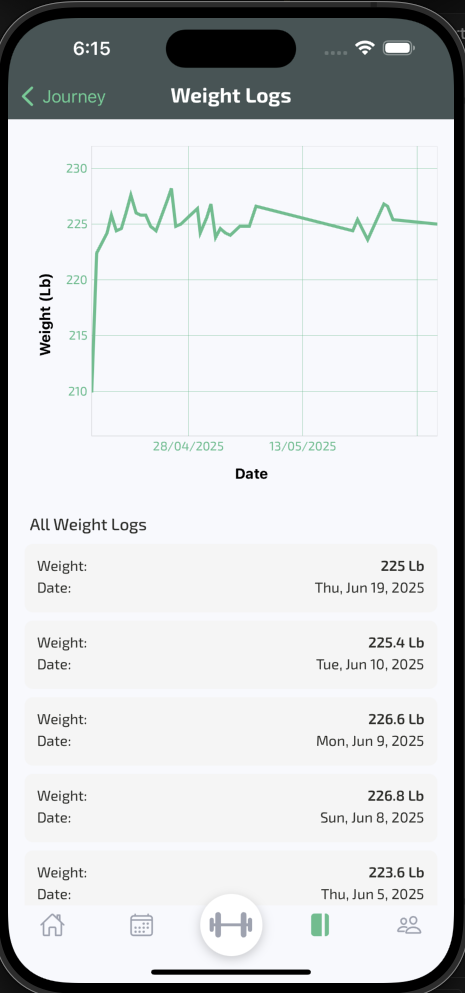 6:15
Journey
Weight Logs
230
225
220
215
210
Weight (Lb)
28/04/2025 13/05/2025
Date
All Weight Logs
Weight: 225 Lb
Date: Thu, Jun 19, 2025
Weight: 225.4 Lb
Date: Tue, Jun 10, 2025
Weight: 226.6 Lb
Date: Mon, Jun 9, 2025
Weight: 226.8 Lb
Date: Sun, Jun 8, 2025
Weight: 223.6 Lb
Date: Thu, Jun 5, 2025